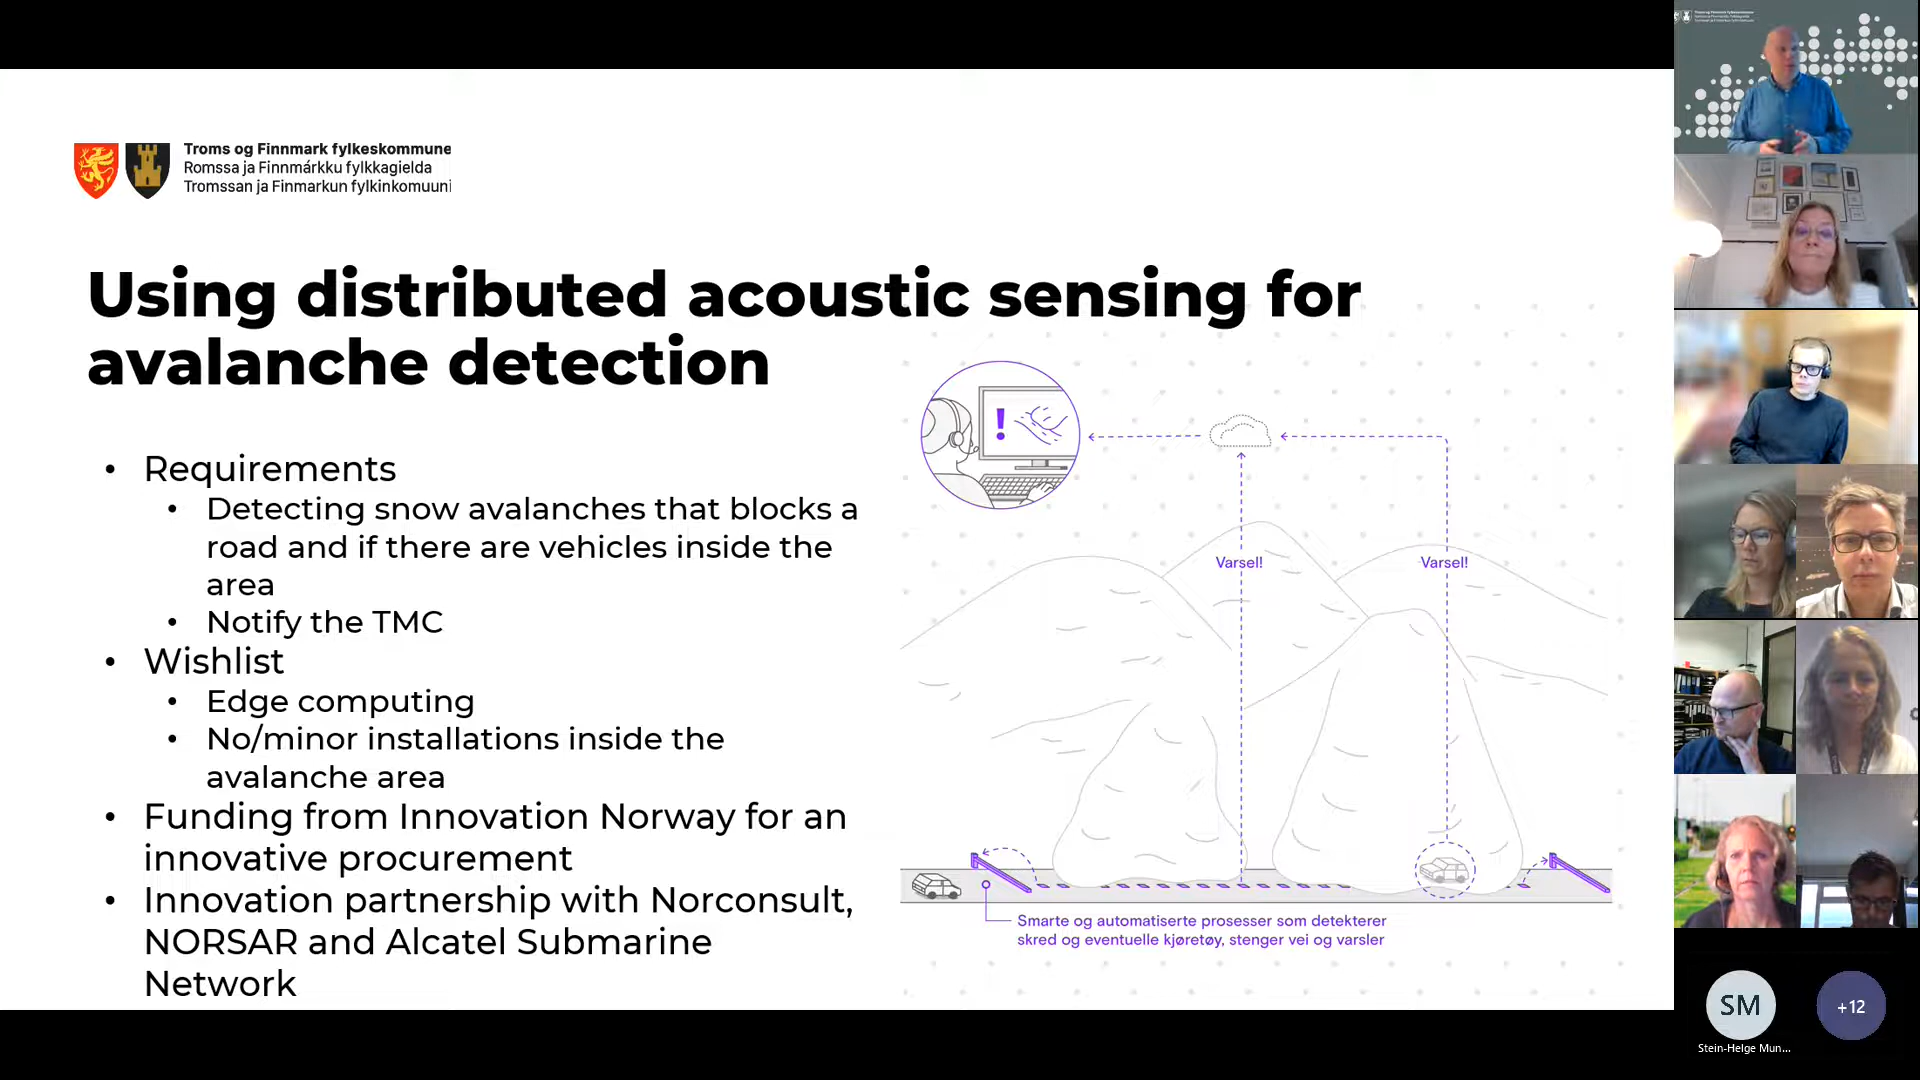 Troms og Finnmark fylkeskommune
Romssa ja Finnmárkku fylkkagielda
Tromssan ja Finmarkun fylkinkomuuni
Using distributed acoustic sensing for
avalanche detection
• Requirements
• Detecting snow avalanches that blocks a
road and if there are vehicles inside the
area
• Notify the TMC
• Wishlist
• Edge computing
• No/minor installations inside the
avalanche area
• Funding from Innovation Norway for an
innovative procurement
• Innovation partnership with Norconsult,
NORSAR and Alcatel Submarine
Network
!
Varsel!
Varsel!
Smarte og automatiserte prosesser som detekterer
skred og eventuelle kjøretøy, stenger vei og varsler
SM
+12
Stein-Helge Mun...